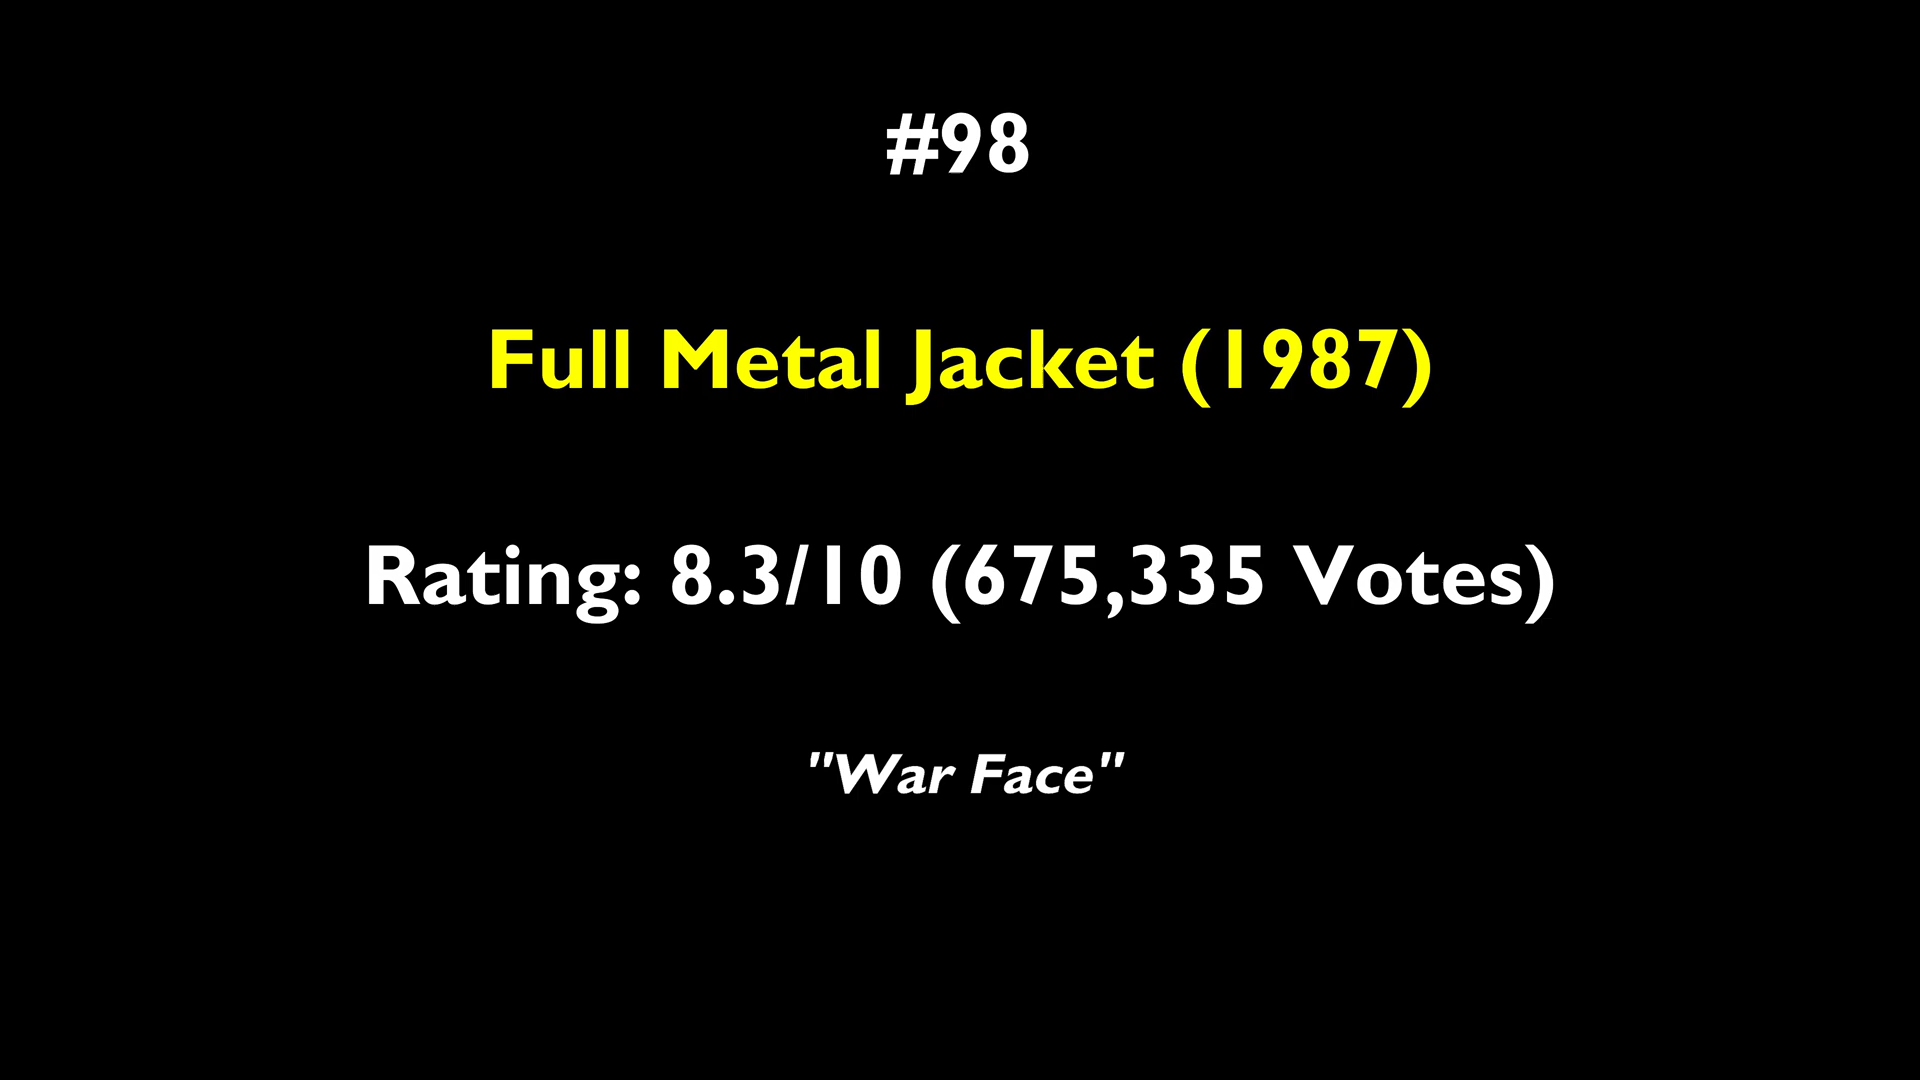 #98
Full Metal Jacket (1987)
Rating: 8.3/10 (675,335 Votes)
"War Face"